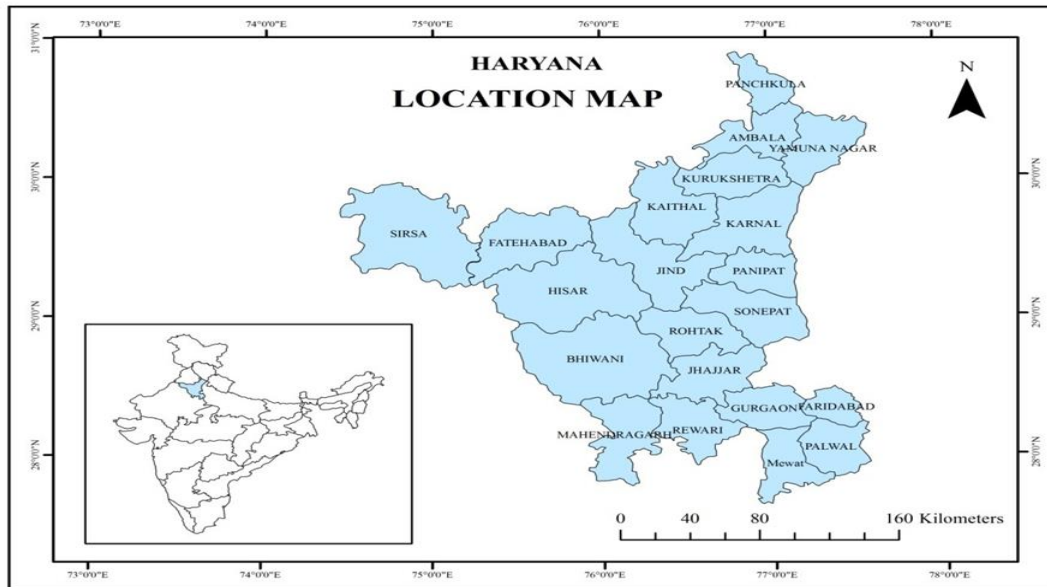 73°0'0"E 74°0'0"E 75°0'0"E 76°0'0"E 77°0'0"E 78°0'0"E
31°0'0"N
HARYANA
LOCATION MAP
N
PANCHKULA
AMBALA
YAMUNA NAGAR
30°0'0"N 30°0'0"N
KURUKSHETRA
KAITHAL
KARNAL
SIRSA
FATEHABAD
JIND
PANIPAT
HISAR
SONEPAT
29°0'0"N 29°0'0"N
ROHTAK
BHIWANI
JHAJJAR
GURGAON
FARIDABAD
MAHENDRAGARH
REWARI
PALWAL
28°0'0"N 28°0'0"N
Mewat
0 40 80 160 Kilometers
73°0'0"E 74°0'0"E 75°0'0"E 76°0'0"E 77°0'0"E 78°0'0"E